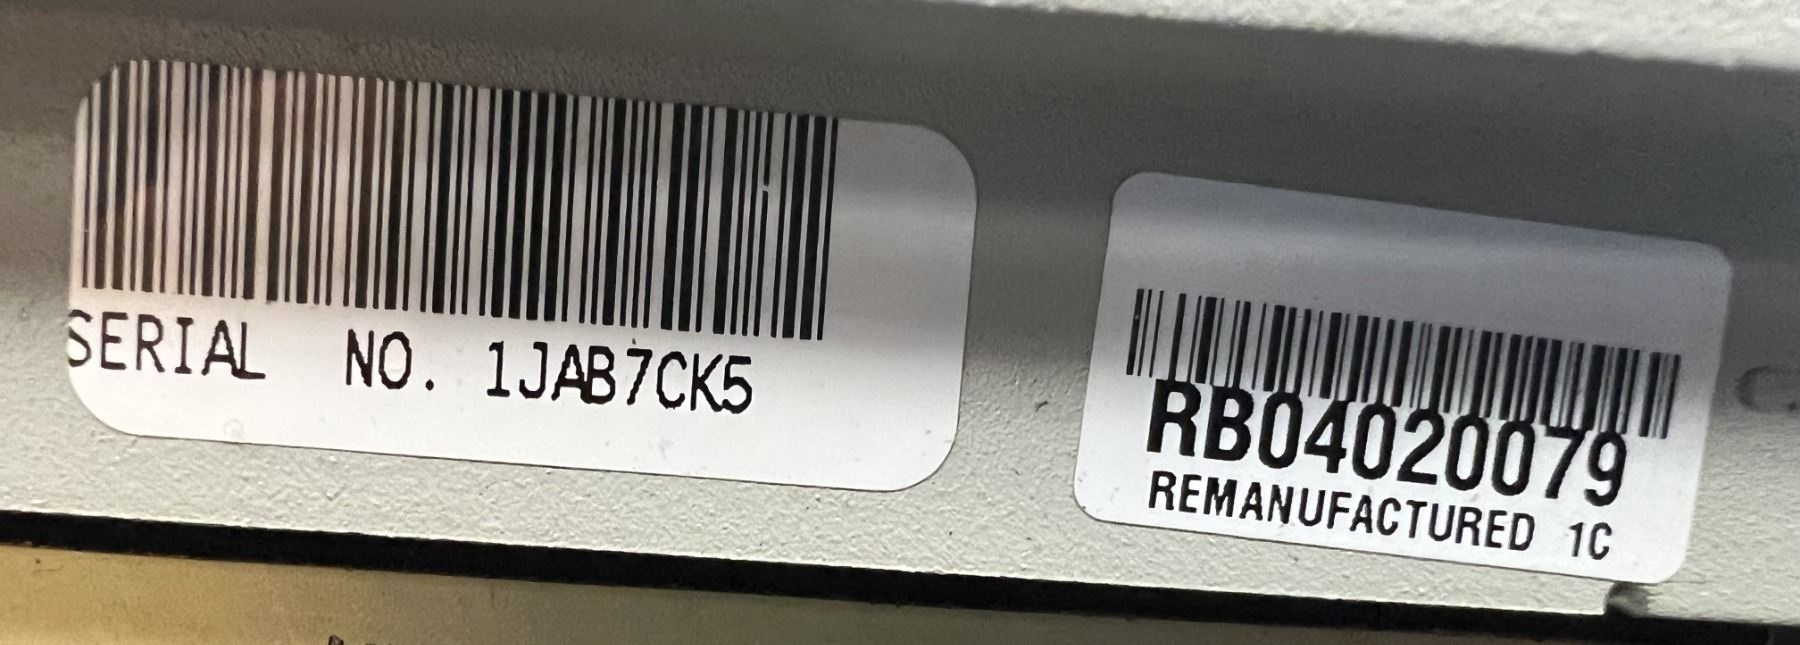 SERIAL NO. 1JAB7CK5
RB04020079
REMANUFACTURED 1C